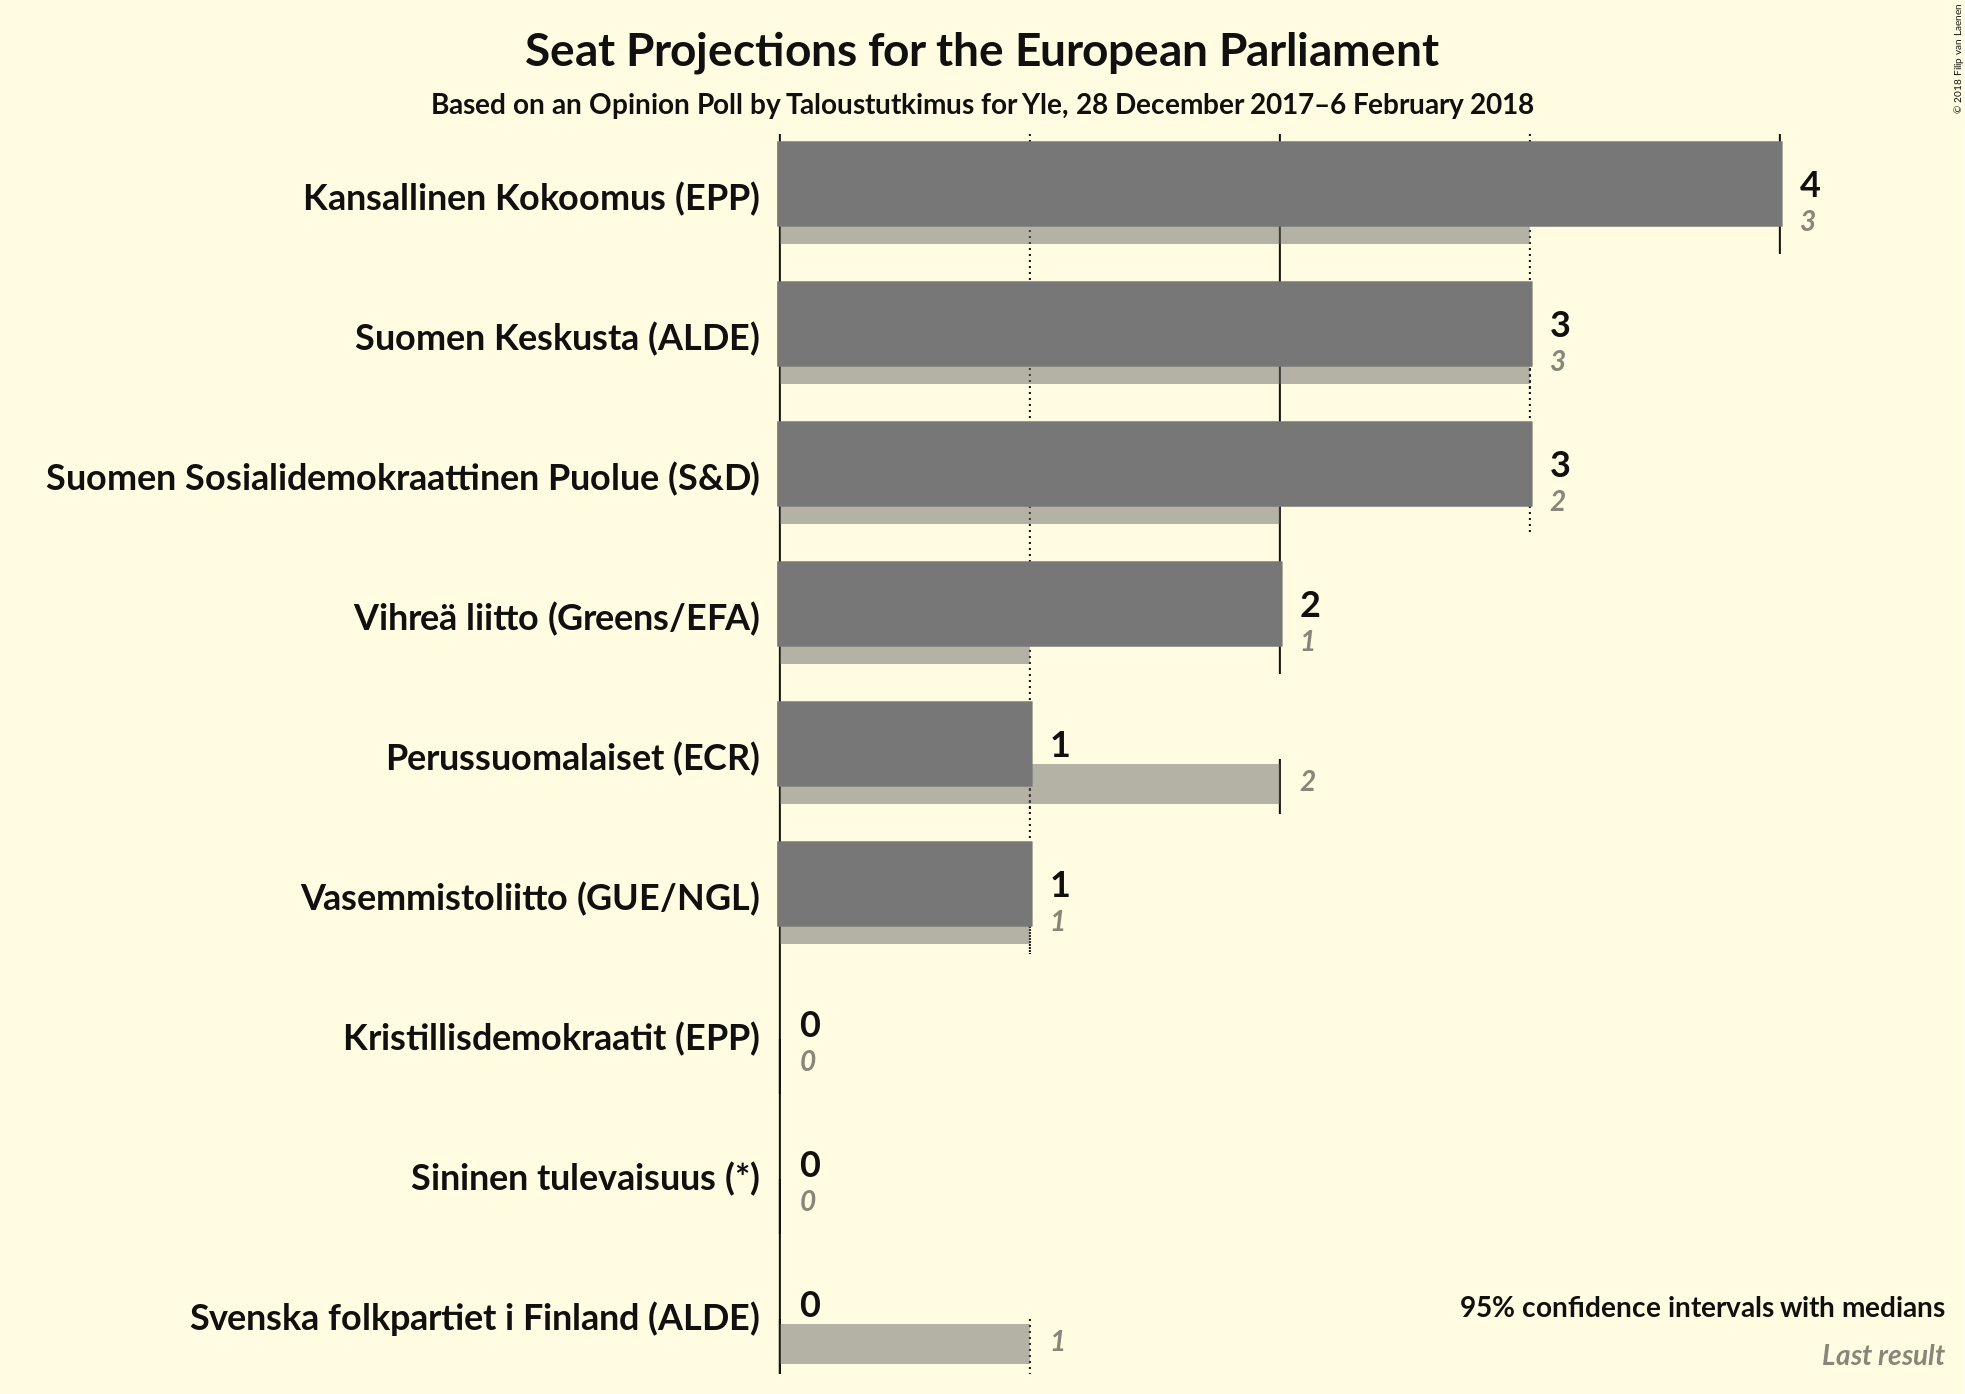 Seat Projections for the European Parliament
Based on an Opinion Poll by Taloustutkimus for Yle, 28 December 2017–6 February 2018
© 2018 Filip van Laenen
Kansallinen Kokoomus (EPP)
4
3
Suomen Keskusta (ALDE)
3
3
Suomen Sosialidemokraattinen Puolue (S&D)
3
2
Vihreä liitto (Greens/EFA)
2
1
Perussuomalaiset (ECR)
1
2
Vasemmistoliitto (GUE/NGL)
1
1
Kristillisdemokraatit (EPP)
0
0
Sininen tulevaisuus (*)
0
0
Svenska folkpartiet i Finland (ALDE)
0
1
95% confidence intervals with medians
Last result